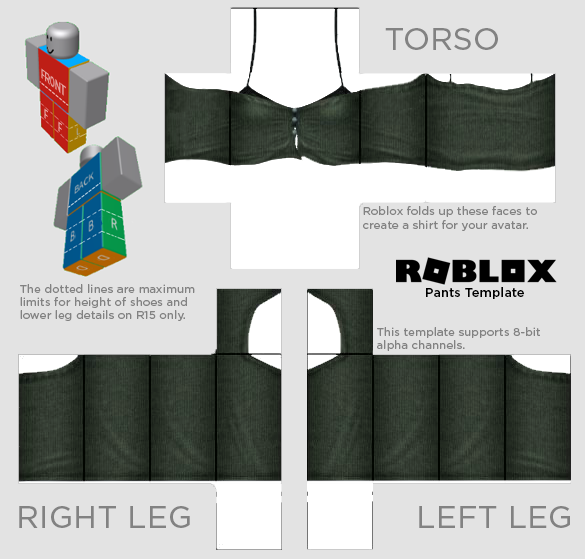 TORSO
FRONT
F F L
BACK
B B R
Roblox folds up these faces to
create a shirt for your avatar.
ROBLOX
Pants Template
The dotted lines are maximum
limits for height of shoes and
lower leg details on R15 only.
This template supports 8-bit
alpha channels.
RIGHT LEG
LEFT LEG